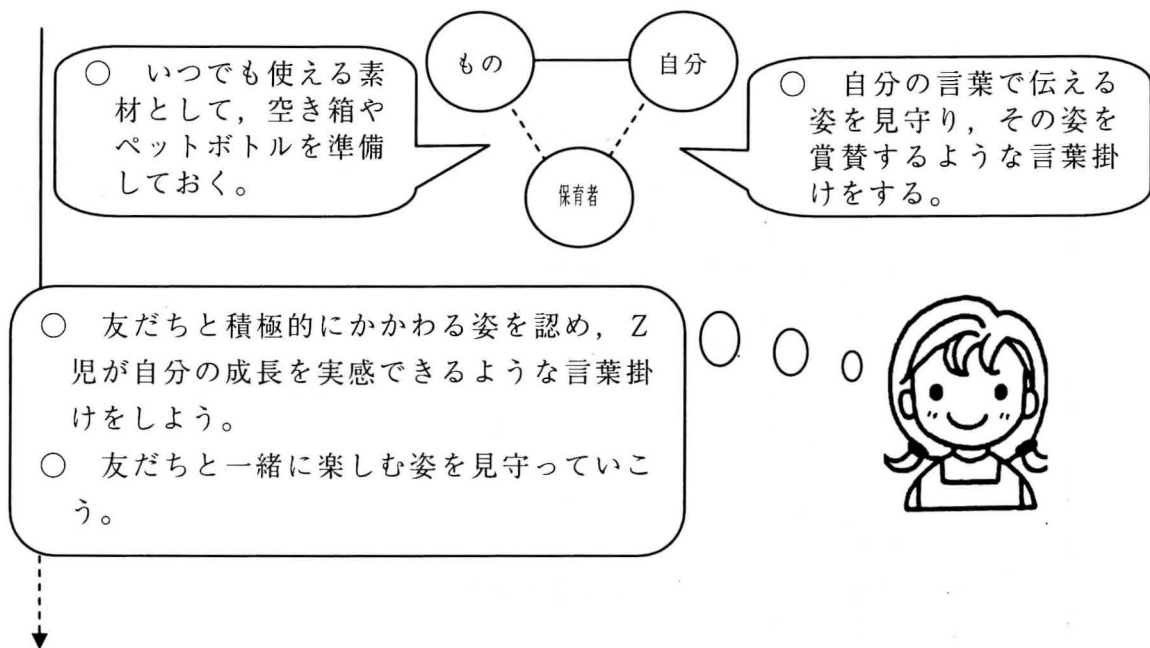 もの
自分
保育者
○　いつでも使える素
材として，空き箱や
ペットボトルを準備
しておく。
○　自分の言葉で伝える
姿を見守り，その姿を
賞賛するような言葉掛
けをする。
○　友だちと積極的にかかわる姿を認め，Ｚ
児が自分の成長を実感できるような言葉掛
けをしよう。
○　友だちと一緒に楽しむ姿を見守っていこ
う。